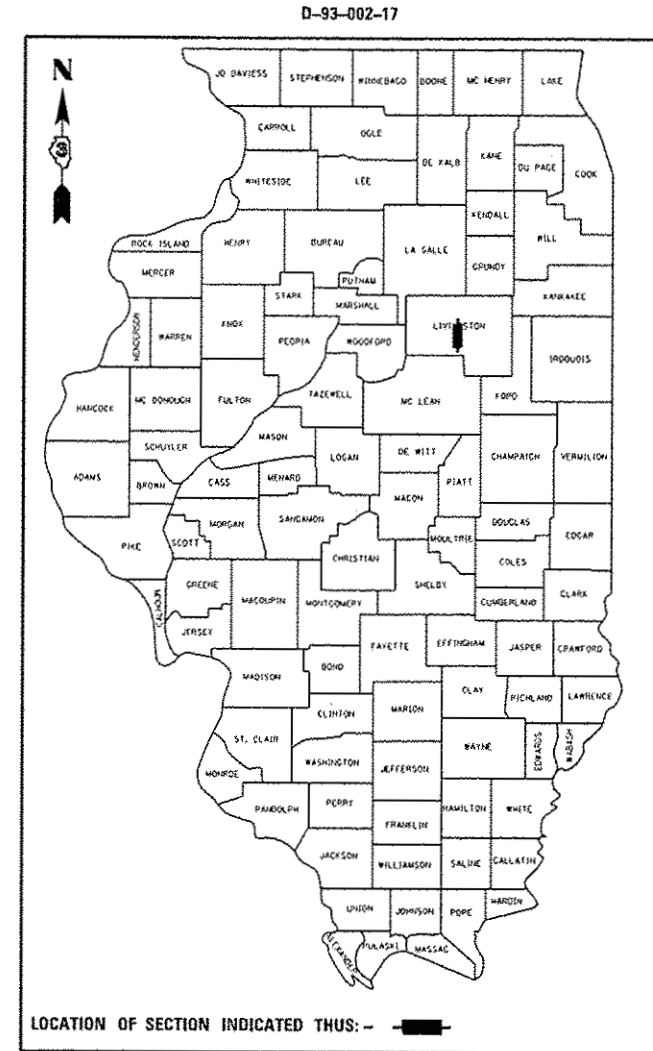 D-93-002-17
N
3
JO DAVIESS STEPHENSON WINNEBAGO BOONE MC HENRY LAKE
CARROLL OGLE DE KALB KANE DU PAGE COOK
WHITESIDE LEE KENDALL WILL
ROCK ISLAND HENRY BUREAU LA SALLE GRUNDY
MERCER PUTNAM KANKAKEE
STARK MARSHALL
HENDERSON WARREN KNOX PEORIA WOODFORD LIVINGSTON IROQUOIS
HANCOCK MC DONOUGH FULTON TAZEWELL MC LEAN FORD
SCHUYLER MASON LOGAN DE WITT CHAMPAIGN VERMILION
ADAMS BROWN CASS MENARD MACON PIATT
PIKE SCOTT MORGAN SANGAMON CHRISTIAN MOULTRIE DOUGLAS EDGAR
COLES
CALHOUN GREENE MACOUPIN MONTGOMERY SHELBY CUMBERLAND CLARK
JERSEY FAYETTE EFFINGHAM JASPER CRAWFORD
MADISON BOND CLAY RICHLAND LAWRENCE
CLINTON MARION
ST. CLAIR WASHINGTON JEFFERSON WAYNE EDWARDS WABASH
MONROE
RANDOLPH PERRY FRANKLIN HAMILTON WHITE
JACKSON WILLIAMSON SALINE GALLATIN
UNION JOHNSON POPE HARDIN
ALEXANDER PULASKI MASSAC
LOCATION OF SECTION INDICATED THUS: -